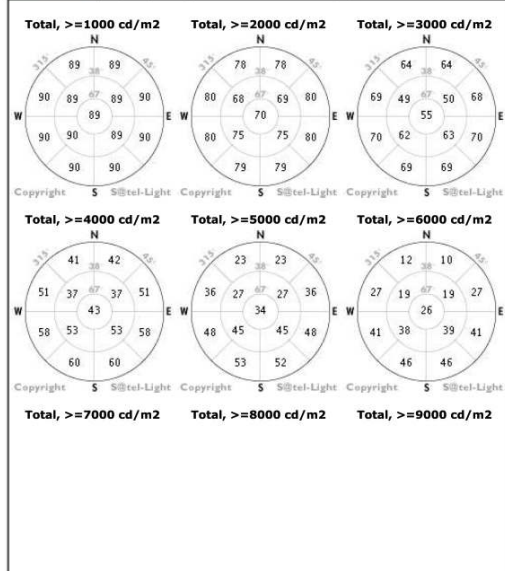 Total, >=1000 cd/m2 Total, >=2000 cd/m2 Total, >=3000 cd/m2
N N N
315° 45° 315° 45° 315° 45°
89 89 78 78 64 64
38 38 38
90 89 67 89 90 80 68 67 69 80 69 49 67 50 68
W 89 E W 70 E W 55 E
90 90 89 90 80 75 75 80 70 62 63 70
90 90 79 79 69 69
Copyright S S@tel-Light Copyright S S@tel-Light Copyright S S@tel-Light
Total, >=4000 cd/m2 Total, >=5000 cd/m2 Total, >=6000 cd/m2
N N N
315° 45° 315° 45° 315° 45°
41 42 23 23 12 10
38 38 38
51 37 67 37 51 36 27 67 27 36 27 19 67 19 27
W 43 E W 34 E W 26 E
58 53 53 58 48 45 45 48 41 38 39 41
60 60 53 52 46 46
Copyright S S@tel-Light Copyright S S@tel-Light Copyright S S@tel-Light
Total, >=7000 cd/m2 Total, >=8000 cd/m2 Total, >=9000 cd/m2